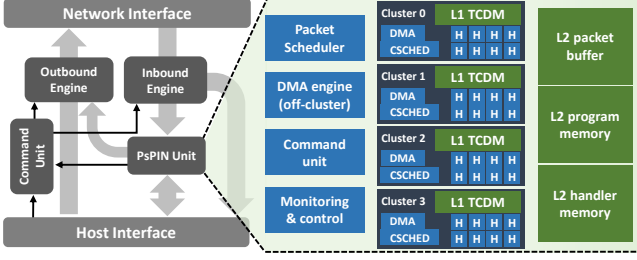 Network Interface
Outbound
Engine
Inbound
Engine
Command
Unit
PsPIN Unit
Host Interface
Packet
Scheduler
DMA engine
(off-cluster)
Command
unit
Monitoring
& control
Cluster 0
L1 TCDM
DMA
H H H H
CSCHED
H H H H
Cluster 1
L1 TCDM
DMA
H H H H
CSCHED
H H H H
Cluster 2
L1 TCDM
DMA
H H H H
CSCHED
H H H H
Cluster 3
L1 TCDM
DMA
H H H H
CSCHED
H H H H
L2 packet
buffer
L2 program
memory
L2 handler
memory